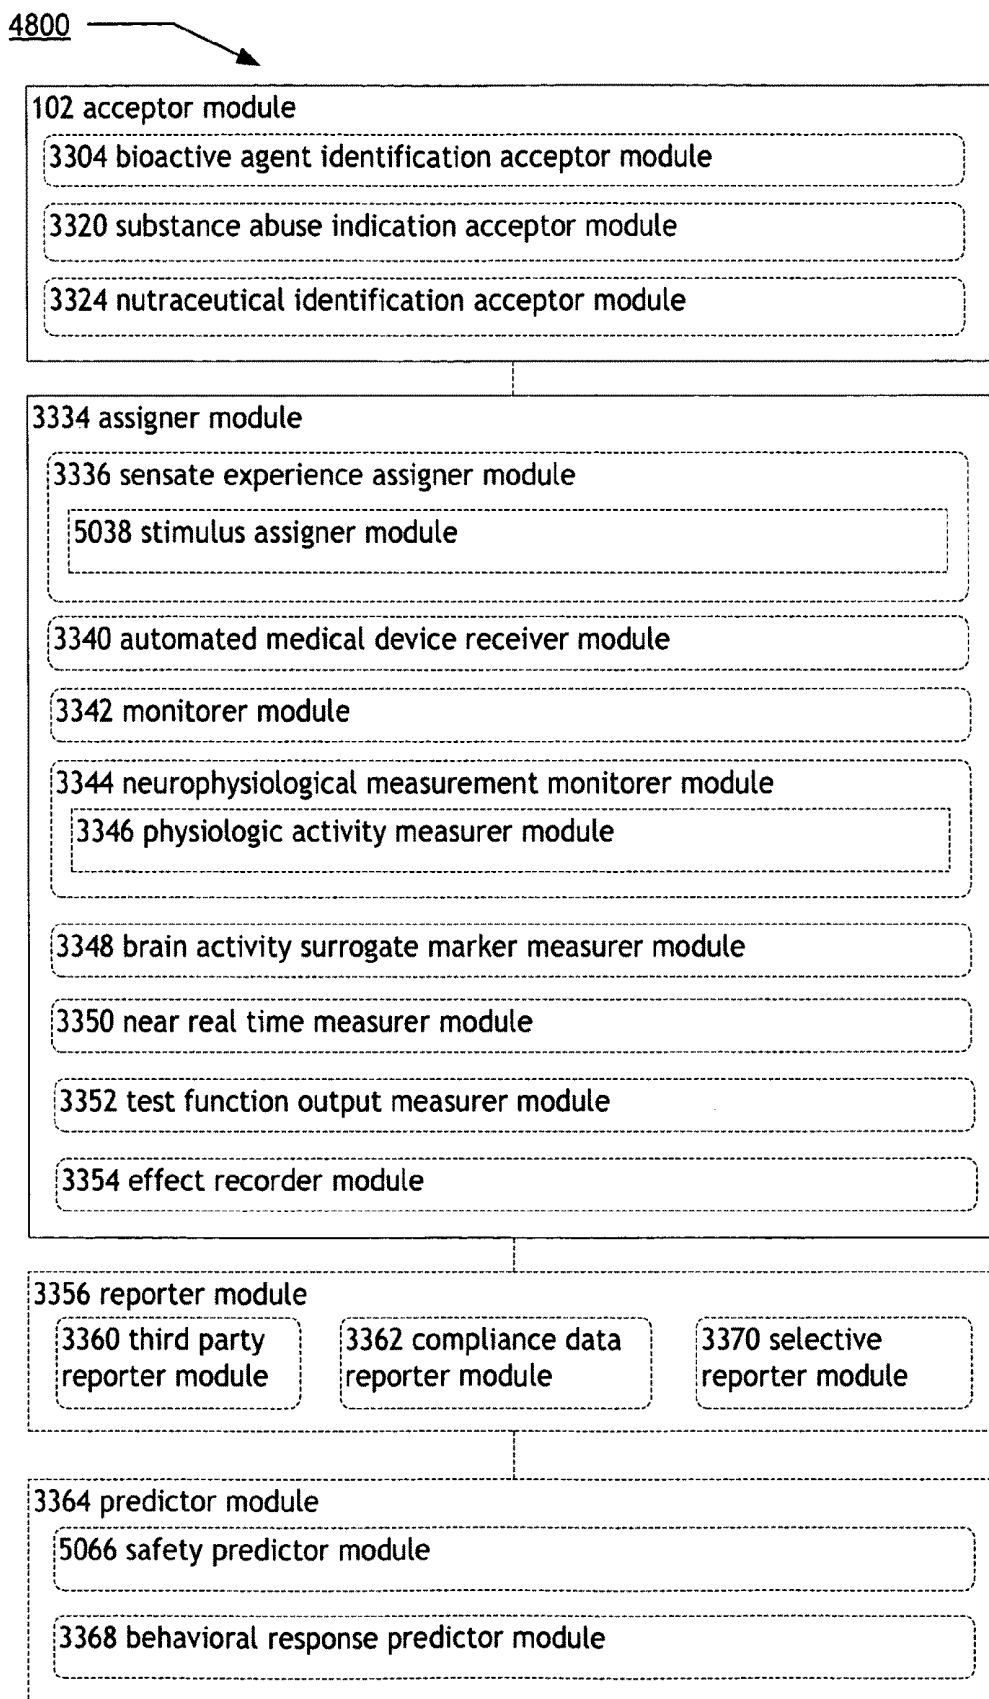 4800
102 acceptor module
3304 bioactive agent identification acceptor module
3320 substance abuse indication acceptor module
3324 nutraceutical identification acceptor module
3334 assigner module
3336 sensate experience assigner module
5038 stimulus assigner module
3340 automated medical device receiver module
3342 monitorer module
3344 neurophysiological measurement monitorer module
3346 physiologic activity measurer module
3348 brain activity surrogate marker measurer module
3350 near real time measurer module
3352 test function output measurer module
3354 effect recorder module
3356 reporter module
3360 third party
reporter module
3362 compliance data
reporter module
3370 selective
reporter module
3364 predictor module
5066 safety predictor module
3368 behavioral response predictor module